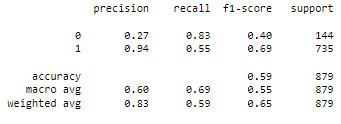 precision recall f1-score support
0 0.27 0.83 0.40 144
1 0.94 0.55 0.69 735
accuracy 0.59 879
macro avg 0.60 0.69 0.55 879
weighted avg 0.83 0.59 0.65 879